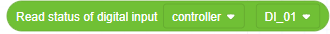 Read status of digital input controller DI_01